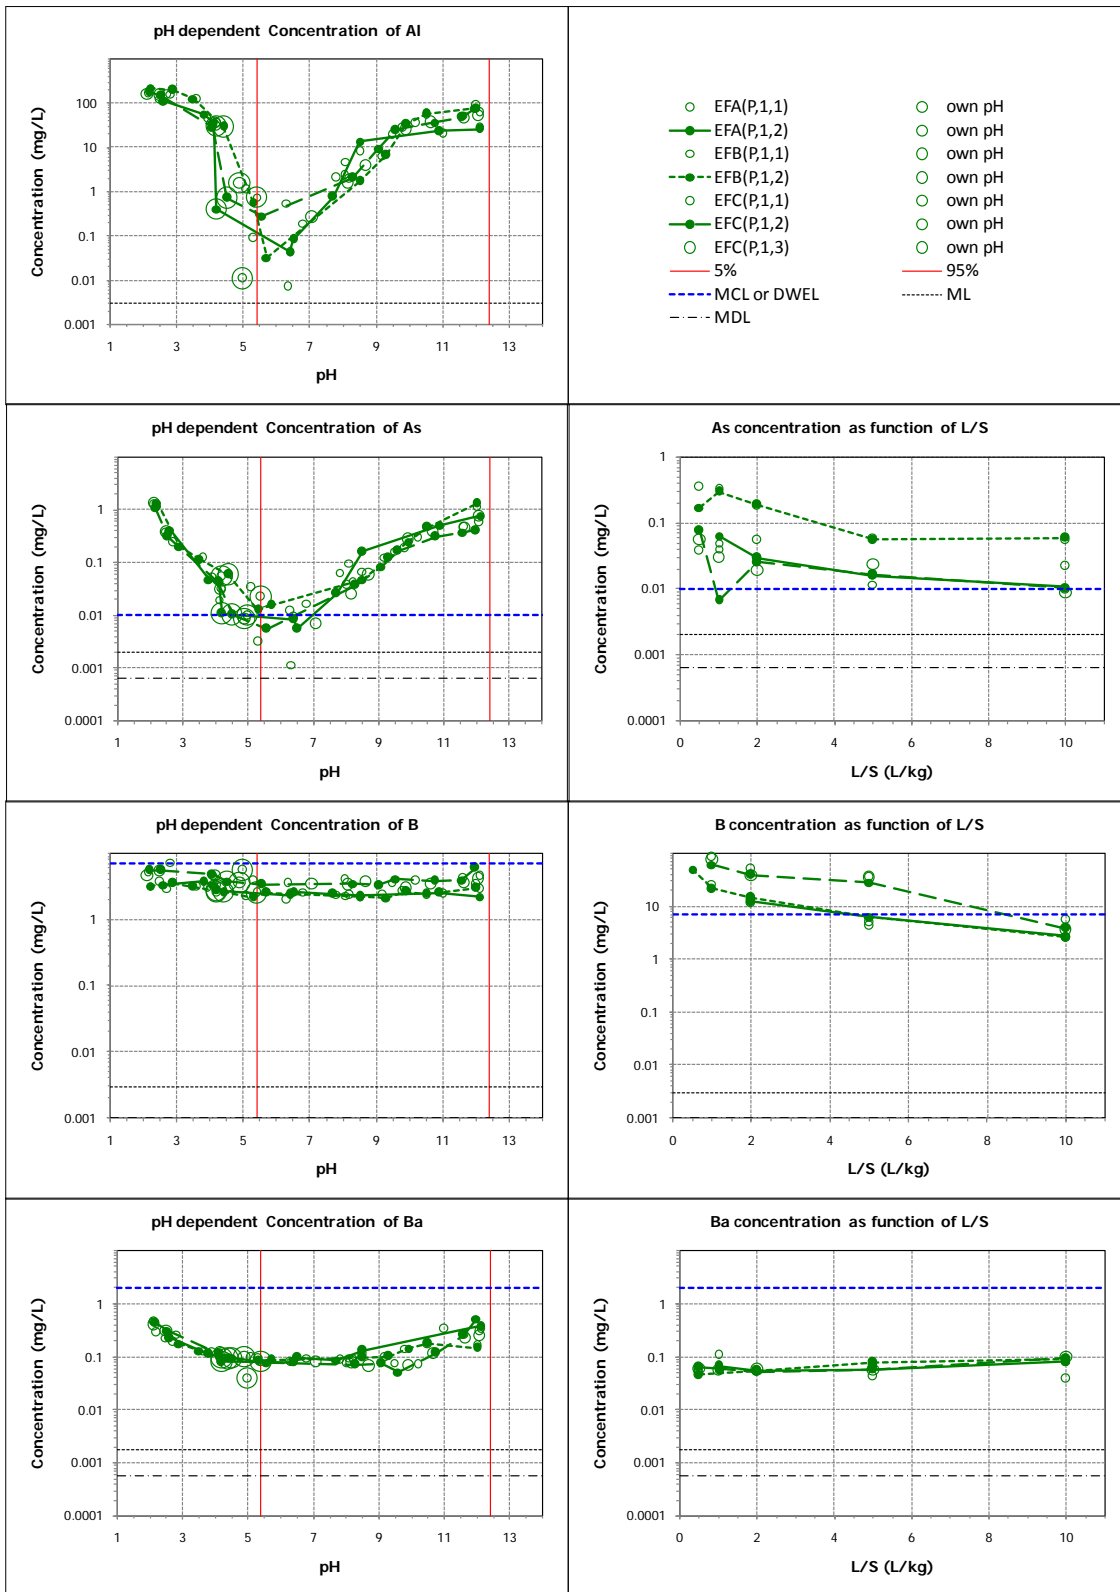 pH dependent Concentration of Al
Concentration (mg/L)
100
10
1
0.1
0.01
0.001
1 3 5 7 9 11 13
pH
EFA(P,1,1) own pH
EFA(P,1,2) own pH
EFB(P,1,1) own pH
EFB(P,1,2) own pH
EFC(P,1,1) own pH
EFC(P,1,2) own pH
EFC(P,1,3) own pH
5% 95%
MCL or DWEL ML
MDL
pH dependent Concentration of As
Concentration (mg/L)
1
0.1
0.01
0.001
0.0001
1 3 5 7 9 11 13
pH
As concentration as function of L/S
Concentration (mg/L)
1
0.1
0.01
0.001
0.0001
0 2 4 6 8 10
L/S (L/kg)
pH dependent Concentration of B
Concentration (mg/L)
1
0.1
0.01
0.001
1 3 5 7 9 11 13
pH
B concentration as function of L/S
Concentration (mg/L)
10
1
0.1
0.01
0.001
0 2 4 6 8 10
L/S (L/kg)
pH dependent Concentration of Ba
Concentration (mg/L)
1
0.1
0.01
0.001
0.0001
1 3 5 7 9 11 13
pH
Ba concentration as function of L/S
Concentration (mg/L)
1
0.1
0.01
0.001
0.0001
0 2 4 6 8 10
L/S (L/kg)